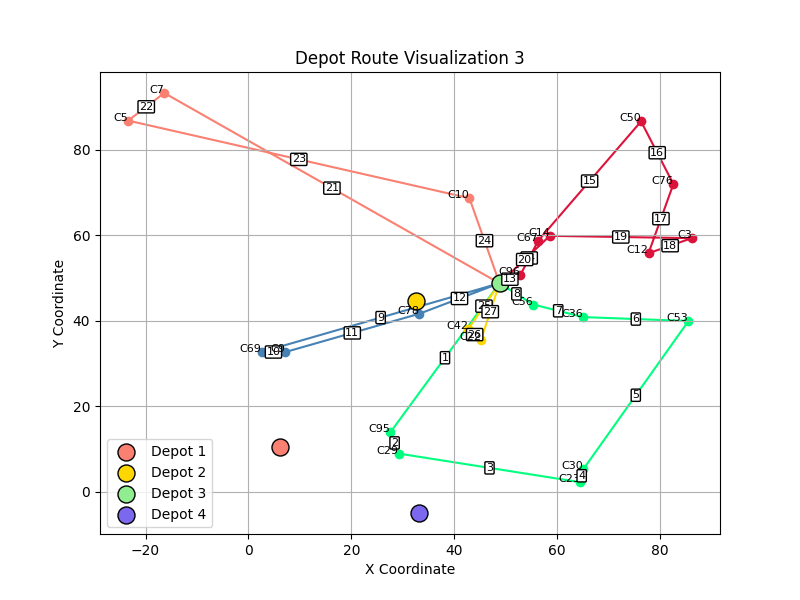 Depot Route Visualization 3
Y Coordinate
X Coordinate
80
60
40
20
0
−20
0
20
40
60
80
C7
C5
22
23
21
C10
24
C50
16
C76
15
17
C14
C67
19
C3
18
C12
20
C96
13
8
C56
7
C36
6
C53
12
C78
9
11
C69
10
C9
25
27
C42
26
1
5
C95
2
C29
3
C30
4
C23
Depot 1
Depot 2
Depot 3
Depot 4